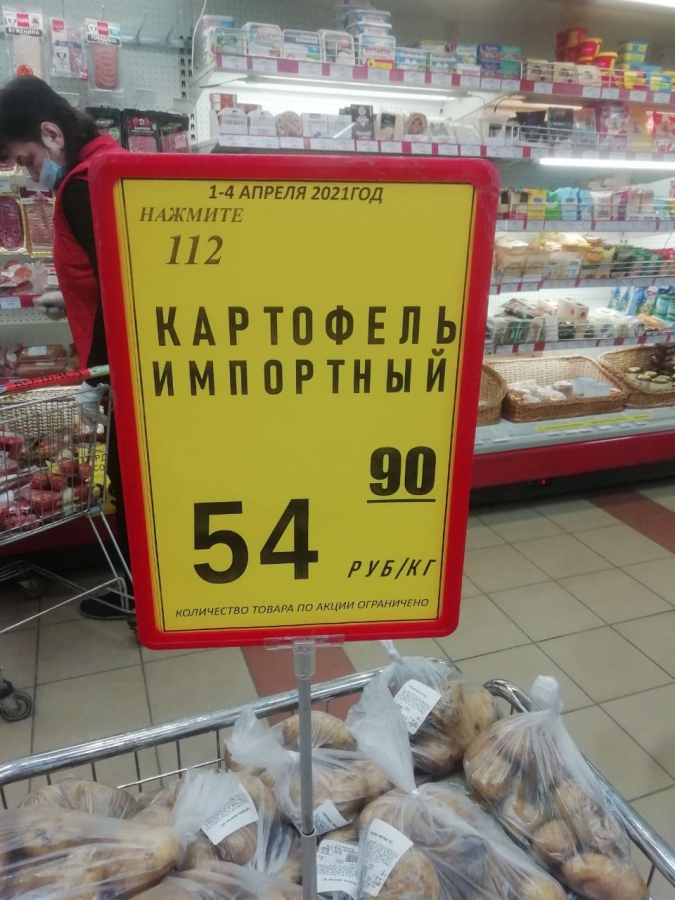 1-4 АПРЕЛЯ 2021ГОД
НАЖМИТЕ
112
КАРТОФЕЛЬ
ИМПОРТНЫЙ
54 90
РУБ/КГ
КОЛИЧЕСТВО ТОВАРА ПО АКЦИИ ОГРАНИЧЕНО